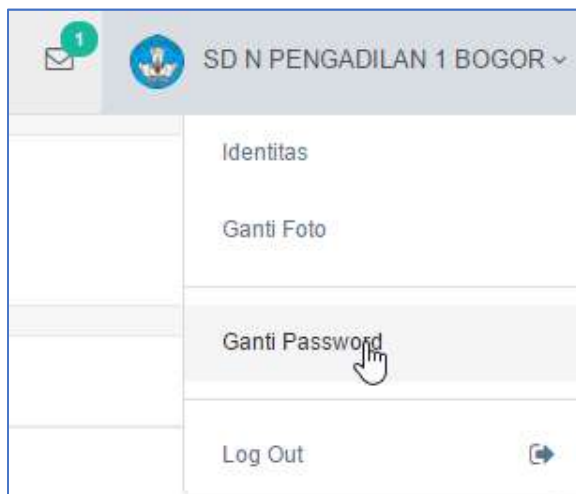 1
SD N PENGADILAN 1 BOGOR
Identitas
Ganti Foto
Ganti Password
Log Out